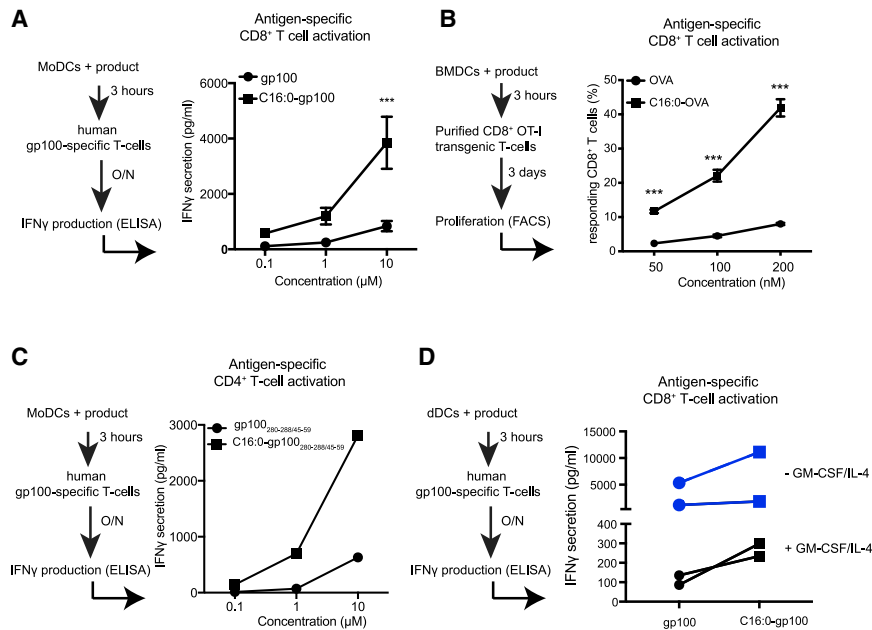 A
Antigen-specific
CD8⁺ T cell activation
MoDCs + product
3 hours
human
gp100-specific T-cells
O/N
IFNγ production (ELISA)
gp100
C16:0-gp100
***
IFNγ secretion (pg/ml)
6000
4000
2000
0
0.1
1
10
Concentration (μM)
B
Antigen-specific
CD8⁺ T cell activation
BMDCs + product
3 hours
Purified CD8⁺ OT-I
transgenic T-cells
3 days
Proliferation (FACS)
OVA
C16:0-OVA
***
***
***
responding CD8⁺ T cells (%)
60
40
20
10
0
50
100
200
Concentration (nM)
C
Antigen-specific
CD4⁺ T-cell activation
MoDCs + product
3 hours
human
gp100-specific T-cells
O/N
IFNγ production (ELISA)
gp100280-288/45-59
C16:0-gp100280-288/45-59
IFNγ secretion (pg/ml)
3000
2000
1000
0
0.1
1
10
Concentration (μM)
D
Antigen-specific
CD8⁺ T-cell activation
dDCs + product
3 hours
human
gp100-specific T-cells
O/N
IFNγ production (ELISA)
IFNγ secretion (pg/ml)
15000
10000
5000
400
300
200
100
0
- GM-CSF/IL-4
+ GM-CSF/IL-4
gp100
C16:0-gp100